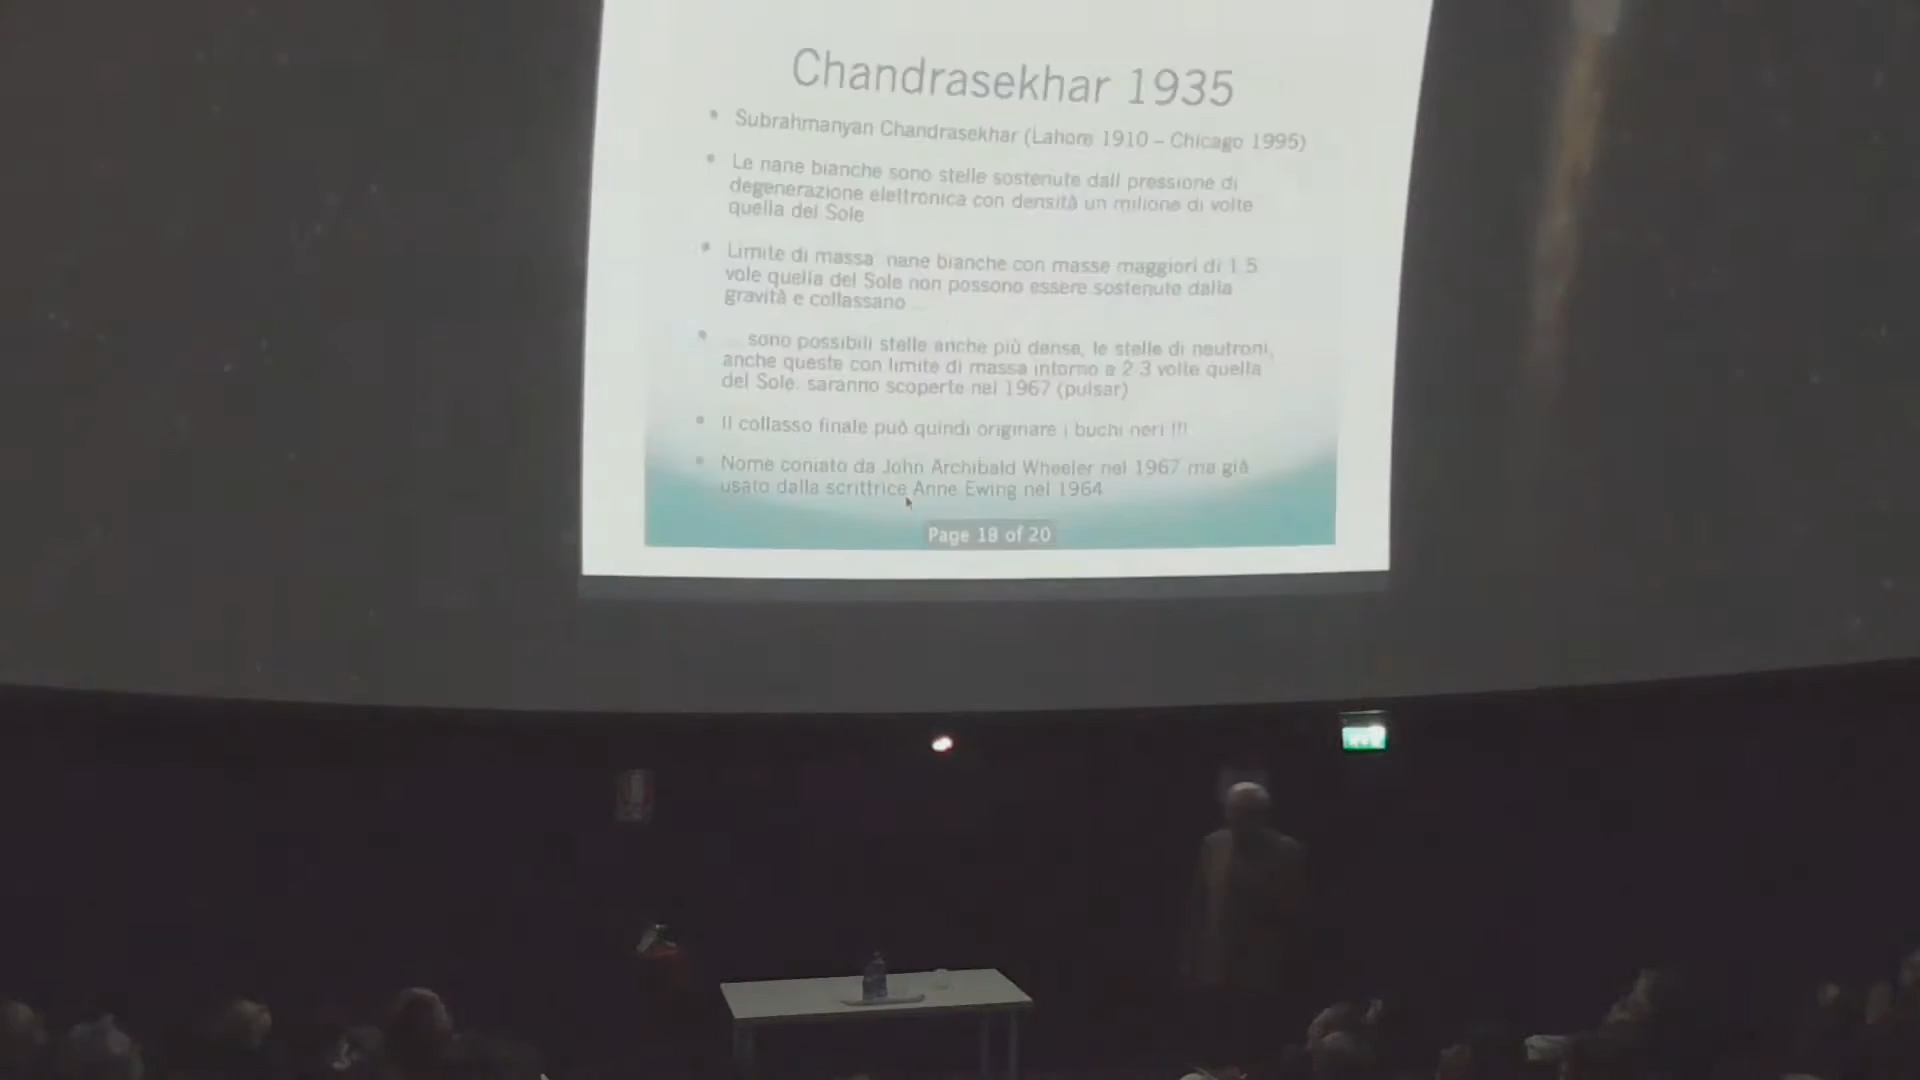 Chandrasekhar 1935
• Subrahmanyan Chandrasekhar (Lahore 1910 – Chicago 1995)
• Le nane bianche sono stelle sostenute dall pressione di
degenerazione elettronica con densità un milione di volte
quella del Sole
• Limite di massa nane bianche con masse maggiori di 1.5
vole quella del Sole non possono essere sostenute dalla
gravità e collassano ...
• ... sono possibili stelle anche più dense, le stelle di neutroni,
anche queste con limite di massa intorno a 2-3 volte quella
del Sole. saranno scoperte nel 1967 (pulsar)
• Il collasso finale può quindi originare i buchi neri !!!
• Nome coniato da John Archibald Wheeler nel 1967 ma già
usato dalla scrittrice Anne Ewing nel 1964
Page 18 of 20